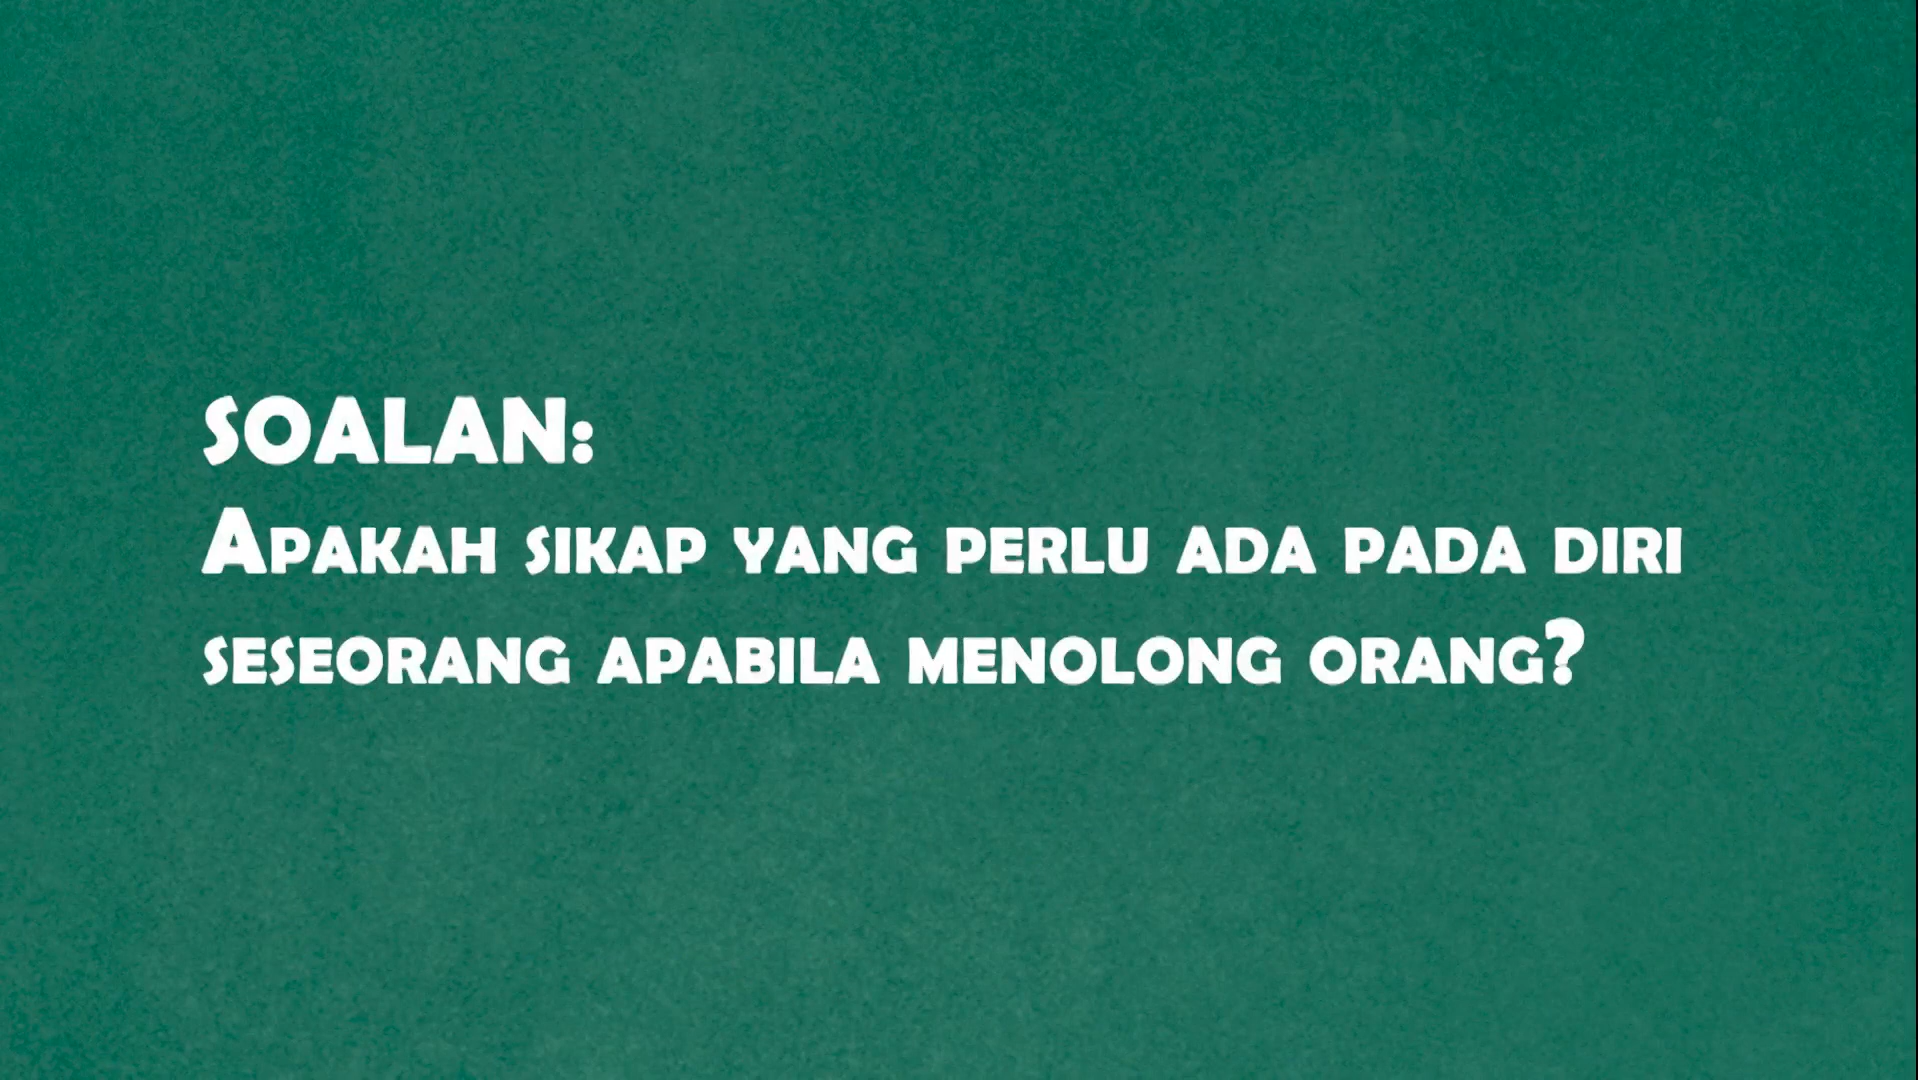 SOALAN:
Apakah sikap yang perlu ada pada diri
seseorang apabila menolong orang?